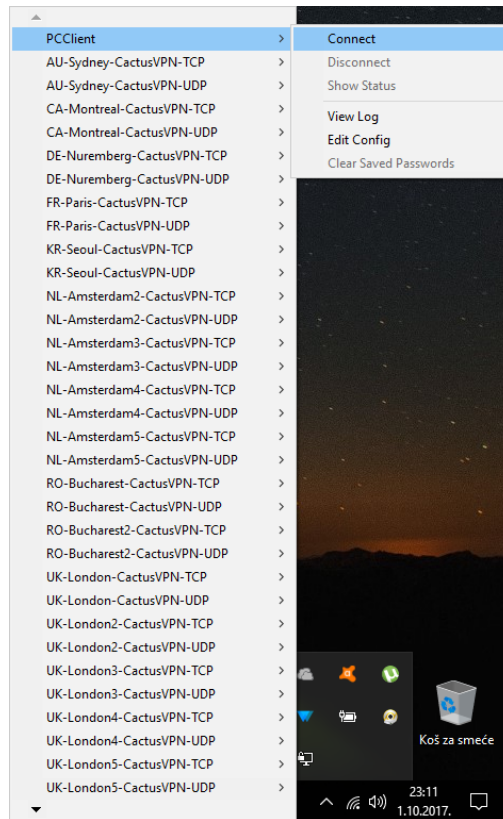 PCClient
AU-Sydney-CactusVPN-TCP
AU-Sydney-CactusVPN-UDP
CA-Montreal-CactusVPN-TCP
CA-Montreal-CactusVPN-UDP
DE-Nuremberg-CactusVPN-TCP
DE-Nuremberg-CactusVPN-UDP
FR-Paris-CactusVPN-TCP
FR-Paris-CactusVPN-UDP
KR-Seoul-CactusVPN-TCP
KR-Seoul-CactusVPN-UDP
NL-Amsterdam2-CactusVPN-TCP
NL-Amsterdam2-CactusVPN-UDP
NL-Amsterdam3-CactusVPN-TCP
NL-Amsterdam3-CactusVPN-UDP
NL-Amsterdam4-CactusVPN-TCP
NL-Amsterdam4-CactusVPN-UDP
NL-Amsterdam5-CactusVPN-TCP
NL-Amsterdam5-CactusVPN-UDP
RO-Bucharest-CactusVPN-TCP
RO-Bucharest-CactusVPN-UDP
RO-Bucharest2-CactusVPN-TCP
RO-Bucharest2-CactusVPN-UDP
UK-London-CactusVPN-TCP
UK-London-CactusVPN-UDP
UK-London2-CactusVPN-TCP
UK-London2-CactusVPN-UDP
UK-London3-CactusVPN-TCP
UK-London3-CactusVPN-UDP
UK-London4-CactusVPN-TCP
UK-London4-CactusVPN-UDP
UK-London5-CactusVPN-TCP
UK-London5-CactusVPN-UDP
Connect
Disconnect
Show Status
View Log
Edit Config
Clear Saved Passwords
Koš za smeće
23:11
1.10.2017.